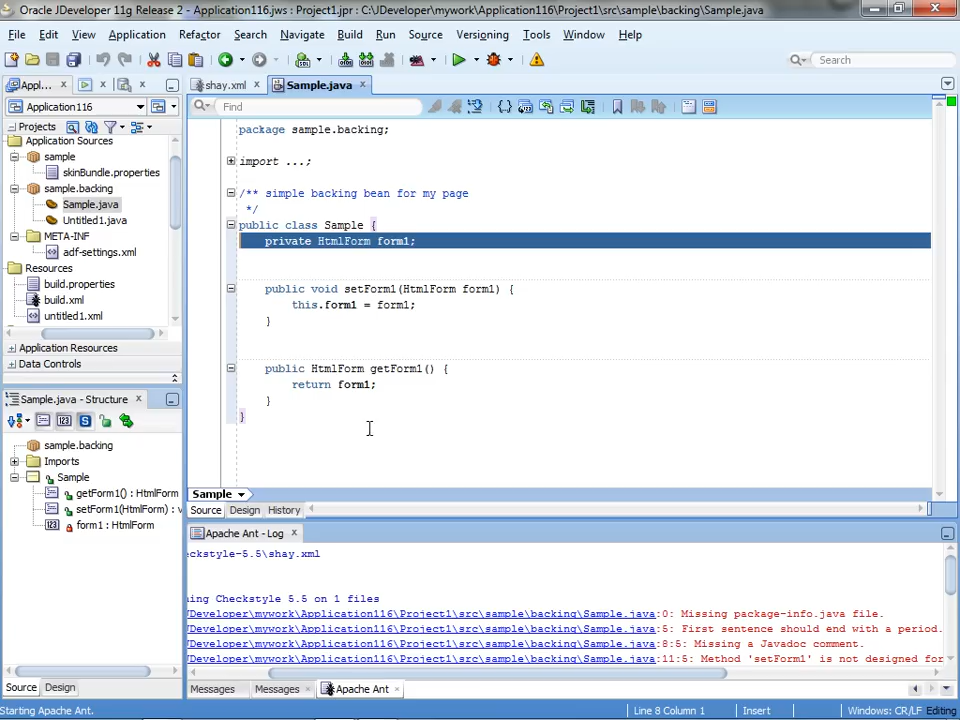 Oracle JDeveloper 11g Release 2 - Application116.jws : Project1.jpr : C:\JDeveloper\mywork\Application116\Project1\src\sample\backing\Sample.java
File Edit View Application Refactor Search Navigate Build Run Source Versioning Tools Window Help
Search
Appl...
shay.xml
Sample.java
Application116
Find
Projects
Application Sources
sample
skinBundle.properties
sample.backing
Sample.java
Untitled1.java
META-INF
adf-settings.xml
Resources
build.properties
build.xml
untitled1.xml
Application Resources
Data Controls
package sample.backing;
import ...;
/** simple backing bean for my page
*/
public class Sample {
private HtmlForm form1;
public void setForm1(HtmlForm form1) {
this.form1 = form1;
}
public HtmlForm getForm1() {
return form1;
}
}
Sample
Source Design History
Sample.java - Structure
sample.backing
Imports
Sample
getForm1() : HtmlForm
setForm1(HtmlForm) : v
form1 : HtmlForm
Source Design
Apache Ant - Log
eckstyle-5.5\shay.xml
ing Checkstyle 5.5 on 1 files
/Developer\mywork\Application116\Project1\src\sample\backing\Sample.java:0: Missing package-info.java file.
/Developer\mywork\Application116\Project1\src\sample\backing\Sample.java:5: First sentence should end with a period.
/Developer\mywork\Application116\Project1\src\sample\backing\Sample.java:8:5: Missing a Javadoc comment.
/Developer\mywork\Application116\Project1\src\sample\backing\Sample.java:11:5: Method 'setForm1' is not designed for
Messages Messages Apache Ant
Starting Apache Ant.
Line 8 Column 1 Insert Windows: CR/LF Editing